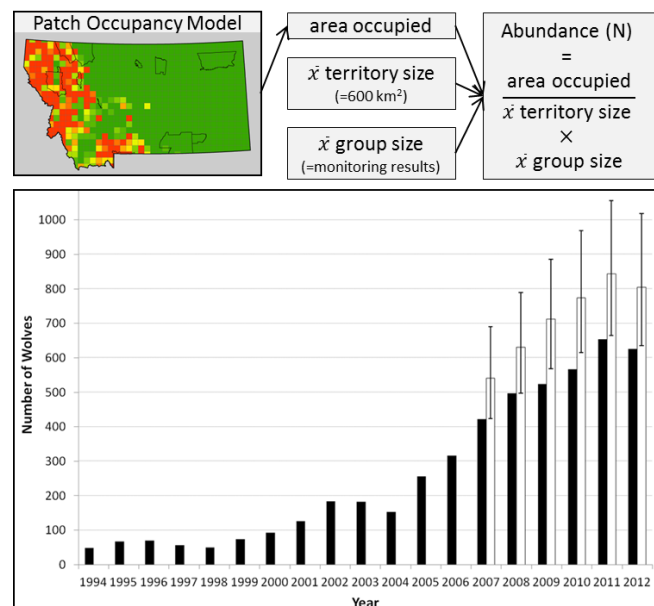 Patch Occupancy Model
area occupied
x̄ territory size
(=600 km²)
x̄ group size
(=monitoring results)
Abundance (N)
=
area occupied
x̄ territory size
×
x̄ group size
1000
900
800
700
600
500
400
300
200
100
0
Number of Wolves
1994 1995 1996 1997 1998 1999 2000 2001 2002 2003 2004 2005 2006 2007 2008 2009 2010 2011 2012
Year